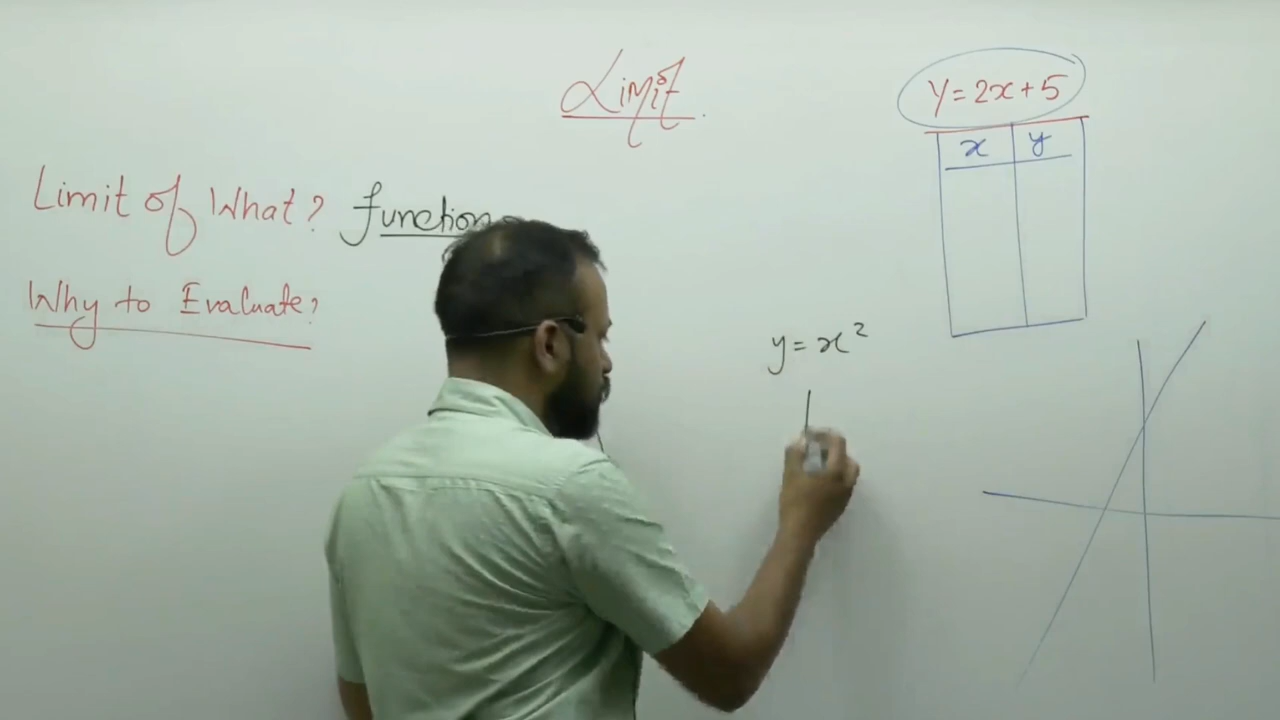 Limit
y=2x+5
x y
Limit of What? function
Why to Evaluate?
y=x²